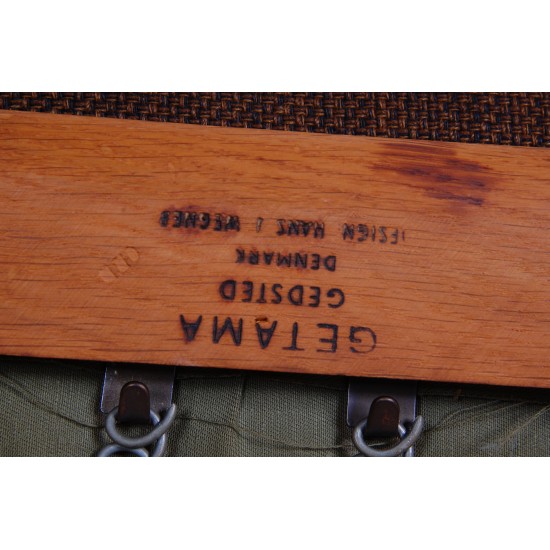 GETAMA
GEDSTED
DENMARK
DESIGN HANS J WEGNER